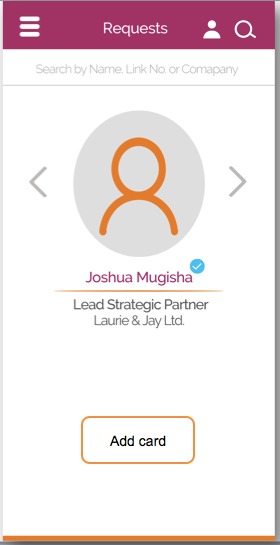 Requests
Search by Name. Link No. or Comapany
Joshua Mugisha
Lead Strategic Partner
Laurie & Jay Ltd.
Add card